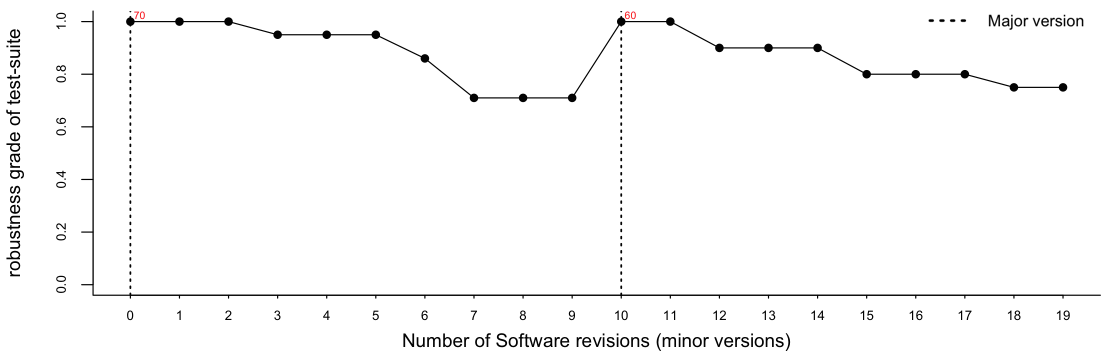 70
60
Major version
1.0
0.8
0.6
0.4
0.2
0.0
robustness grade of test-suite
0 1 2 3 4 5 6 7 8 9 10 11 12 13 14 15 16 17 18 19
Number of Software revisions (minor versions)